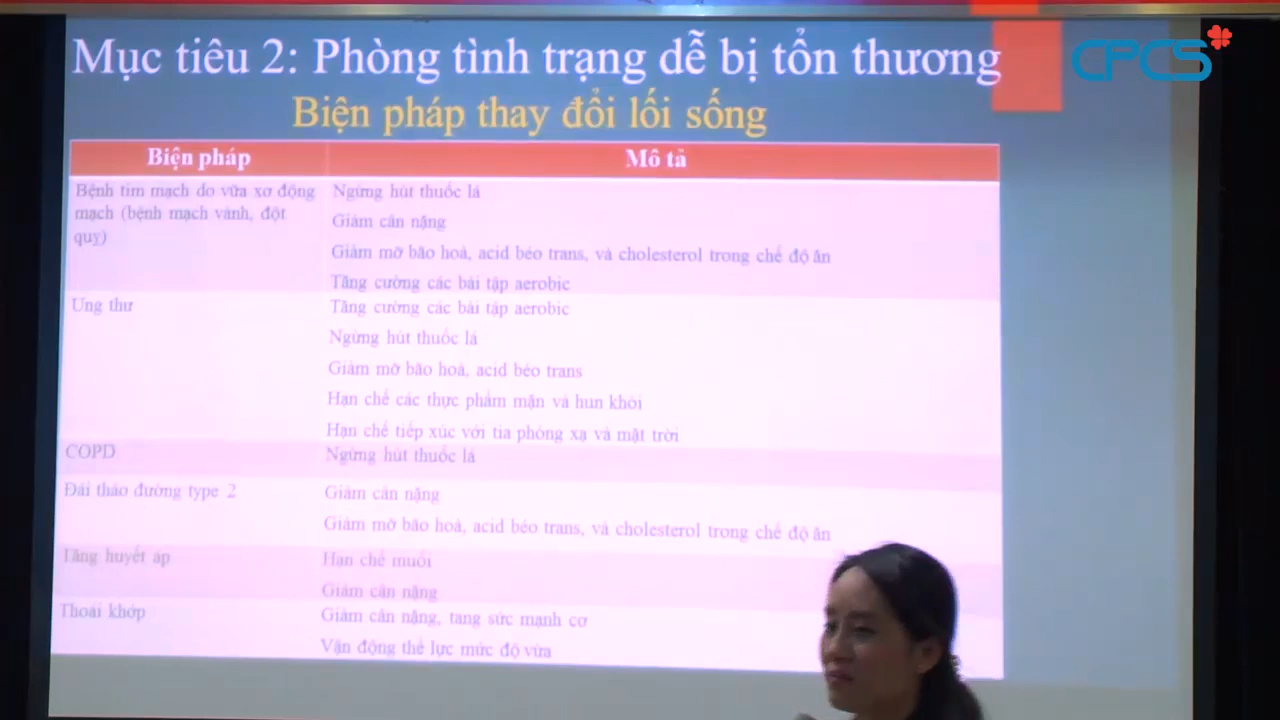 Mục tiêu 2: Phòng tình trạng dễ bị tổn thương
CPCS
Biện pháp thay đổi lối sống
Biện pháp
Mô tả
Bệnh tim mạch do vữa xơ động
mạch (bệnh mạch vành, đột
quỵ)
Ngừng hút thuốc lá
Giảm cân nặng
Giảm mỡ bão hoà, acid béo trans, và cholesterol trong chế độ ăn
Tăng cường các bài tập aerobic
Ung thư
Tăng cường các bài tập aerobic
Ngừng hút thuốc lá
Giảm mỡ bão hoà, acid béo trans
Hạn chế các thực phẩm mặn và hun khói
Hạn chế tiếp xúc với tia phóng xạ và mặt trời
COPD
Ngừng hút thuốc lá
Đái tháo đường type 2
Giảm cân nặng
Giảm mỡ bão hoà, acid béo trans, và cholesterol trong chế độ ăn
Tăng huyết áp
Hạn chế muối
Giảm cân nặng
Thoái khớp
Giảm cân nặng, tang sức mạnh cơ
Vận động thể lực mức độ vừa